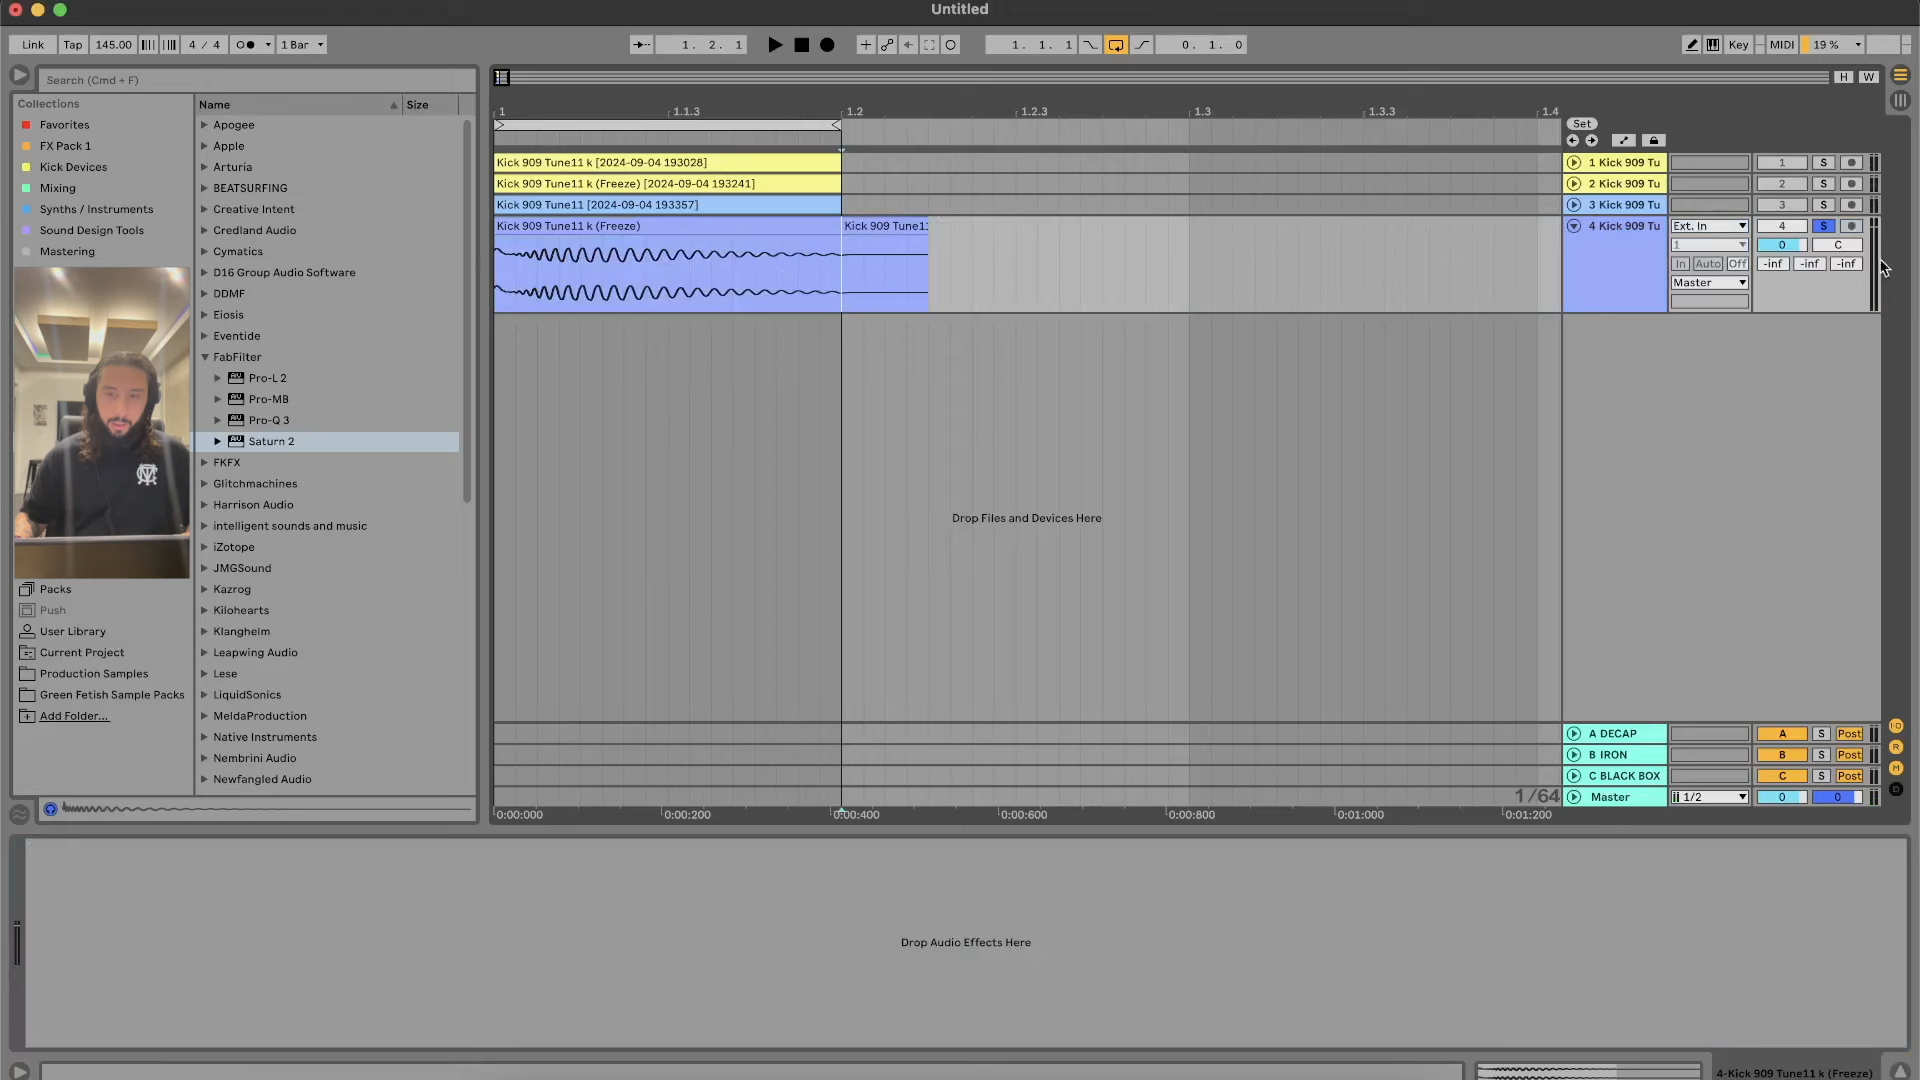 Untitled
Link Tap 145.00 4 / 4 1 Bar 1. 2. 1 1. 1. 1 0. 1. 0 Key MIDI 19 %
Search (Cmd + F)
H W
Collections
Favorites
FX Pack 1
Kick Devices
Mixing
Synths / Instruments
Sound Design Tools
Mastering
Packs
Push
User Library
Current Project
Production Samples
Green Fetish Sample Packs
Add Folder...
Name Size
Apogee
Apple
Arturia
BEATSURFING
Creative Intent
Credland Audio
Cymatics
D16 Group Audio Software
DDMF
Eiosis
Eventide
FabFilter
Pro-L 2
Pro-MB
Pro-Q 3
Saturn 2
FKFX
Glitchmachines
Harrison Audio
intelligent sounds and music
iZotope
JMGSound
Kazrog
Kilohearts
Klanghelm
Leapwing Audio
Lese
LiquidSonics
MeldaProduction
Native Instruments
Nembrini Audio
Newfangled Audio
1 1.1.3 1.2 1.2.3 1.3 1.3.3 1.4
Set
Kick 909 Tune11 k [2024-09-04 193028]
Kick 909 Tune11 k (Freeze) [2024-09-04 193241]
Kick 909 Tune11 [2024-09-04 193357]
Kick 909 Tune11 k (Freeze) Kick 909 Tune11
1 Kick 909 Tu 1 S
2 Kick 909 Tu 2 S
3 Kick 909 Tu 3 S
4 Kick 909 Tu Ext. In 4 S
1 0 C
In Auto Off -inf -inf -inf
Master
Drop Files and Devices Here
A DECAP A S Post
B IRON B S Post
C BLACK BOX C S Post
1/64 Master 1/2 0 0
0:00:000 0:00:200 0:00:400 0:00:600 0:00:800 0:01:000 0:01:200
I·O
R
M
D
Drop Audio Effects Here
4-Kick 909 Tune11 k (Freeze)